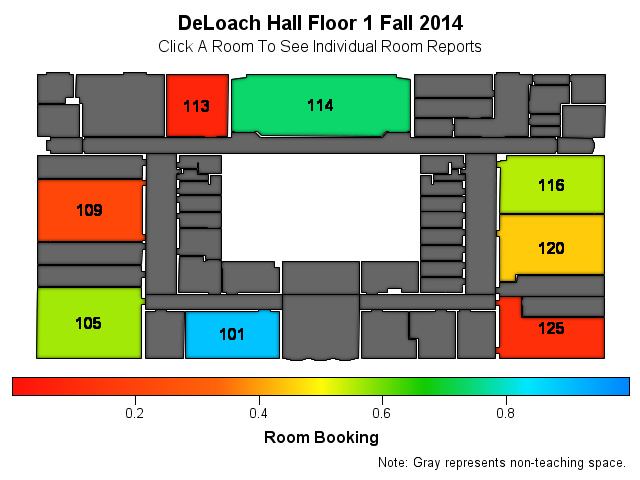 DeLoach Hall Floor 1 Fall 2014
Click A Room To See Individual Room Reports
113
114
109
116
120
105
101
125
0.2 0.4 0.6 0.8
Room Booking
Note: Gray represents non-teaching space.